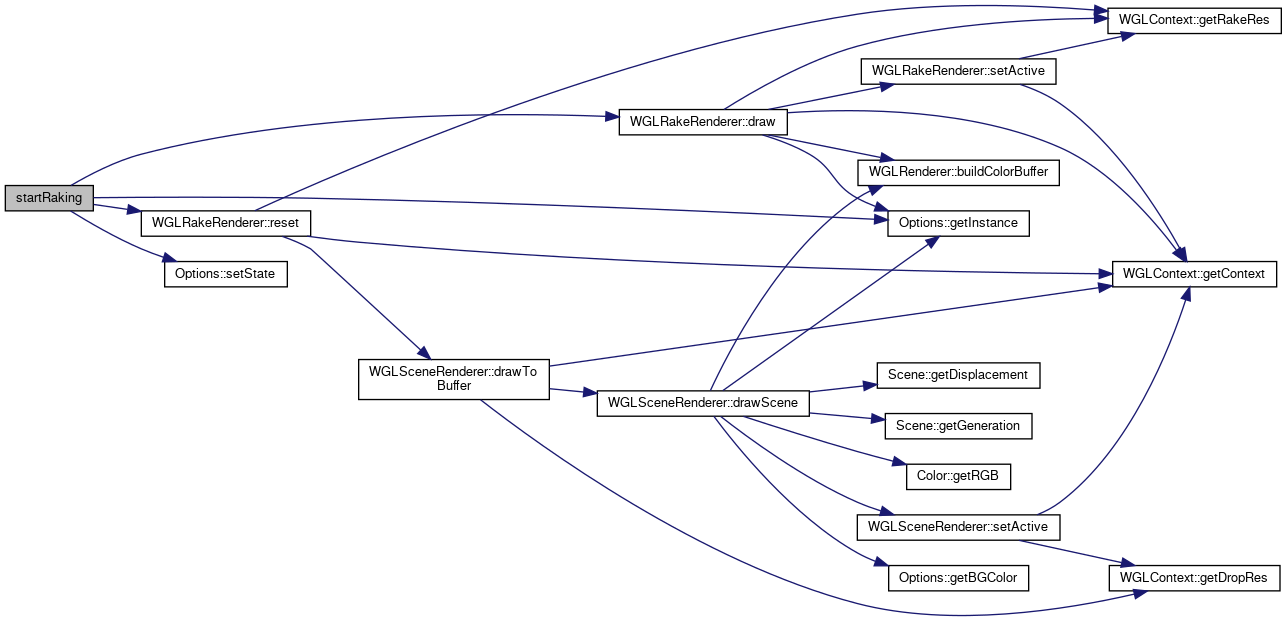 WGLContext::getRakeRes
WGLRakeRenderer::setActive
WGLRakeRenderer::draw
WGLRenderer::buildColorBuffer
startRaking
WGLRakeRenderer::reset
Options::getInstance
Options::setState
WGLContext::getContext
WGLSceneRenderer::drawTo
Buffer
Scene::getDisplacement
WGLSceneRenderer::drawScene
Scene::getGeneration
Color::getRGB
WGLSceneRenderer::setActive
Options::getBGColor
WGLContext::getDropRes